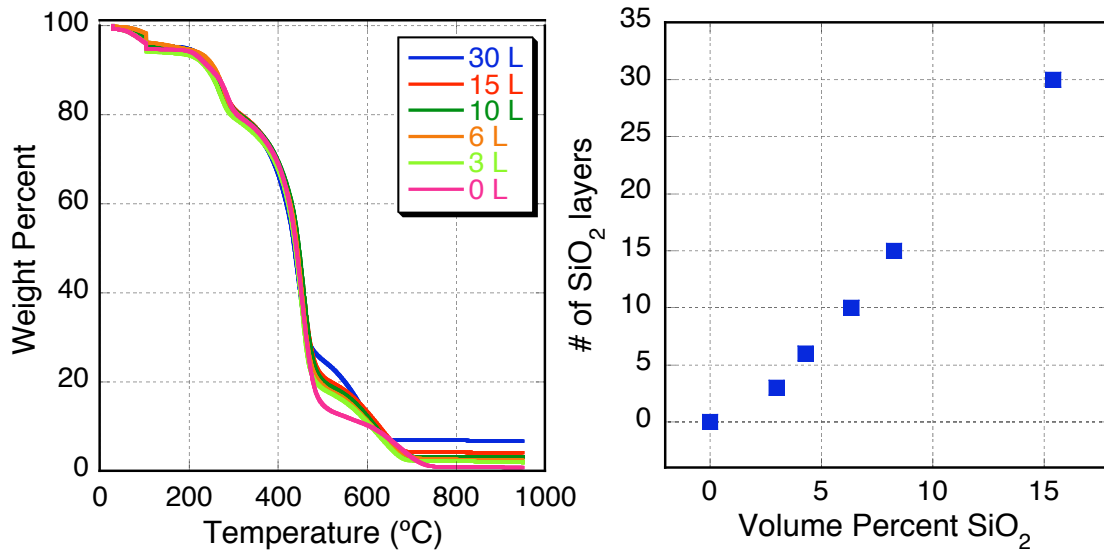 100
80
60
40
20
0
Weight Percent
30 L
15 L
10 L
6 L
3 L
0 L
0 200 400 600 800 1000
Temperature (ºC)
35
30
25
20
15
10
5
0
# of SiO₂ layers
0 5 10 15
Volume Percent SiO₂